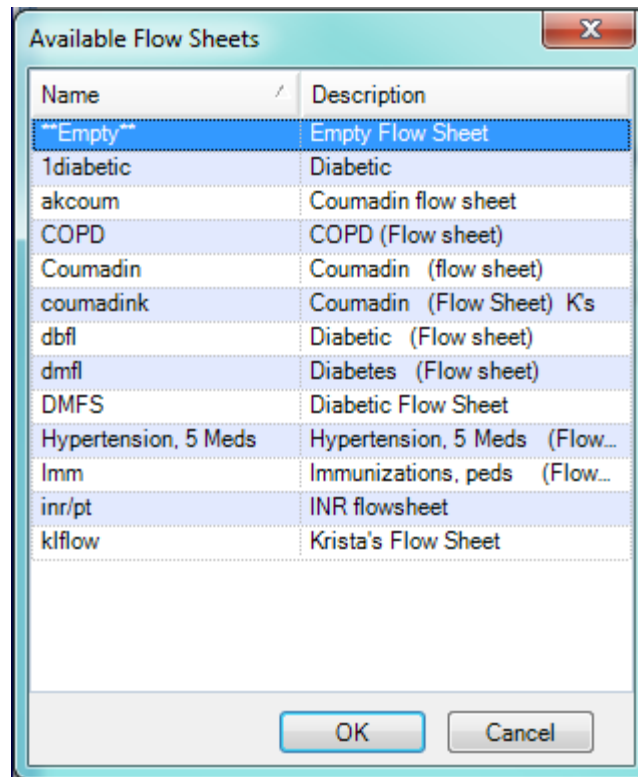 Available Flow Sheets
Name Description
**Empty** Empty Flow Sheet
1diabetic Diabetic
akcoum Coumadin flow sheet
COPD COPD (Flow sheet)
Coumadin Coumadin (flow sheet)
coumadink Coumadin (Flow Sheet) K's
dbfl Diabetic (Flow sheet)
dmfl Diabetes (Flow sheet)
DMFS Diabetic Flow Sheet
Hypertension, 5 Meds Hypertension, 5 Meds (Flow...
Imm Immunizations, peds (Flow...
inr/pt INR flowsheet
klflow Krista's Flow Sheet
OK Cancel